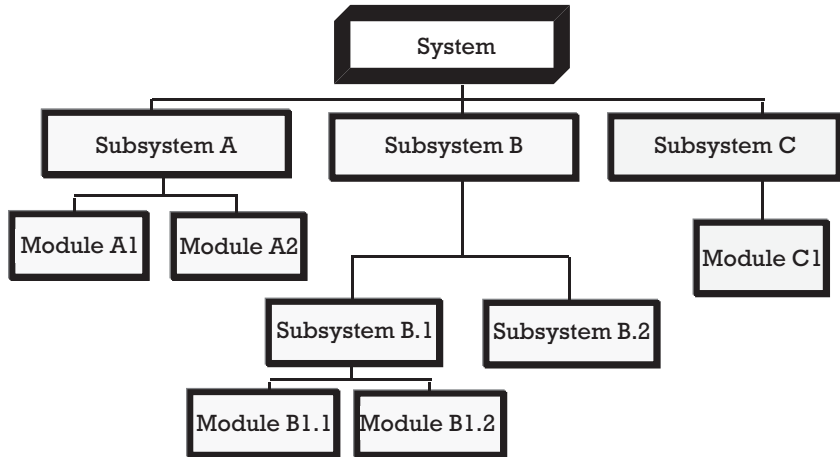 System
Subsystem A
Subsystem B
Subsystem C
Module A1
Module A2
Module C1
Subsystem B.1
Subsystem B.2
Module B1.1
Module B1.2